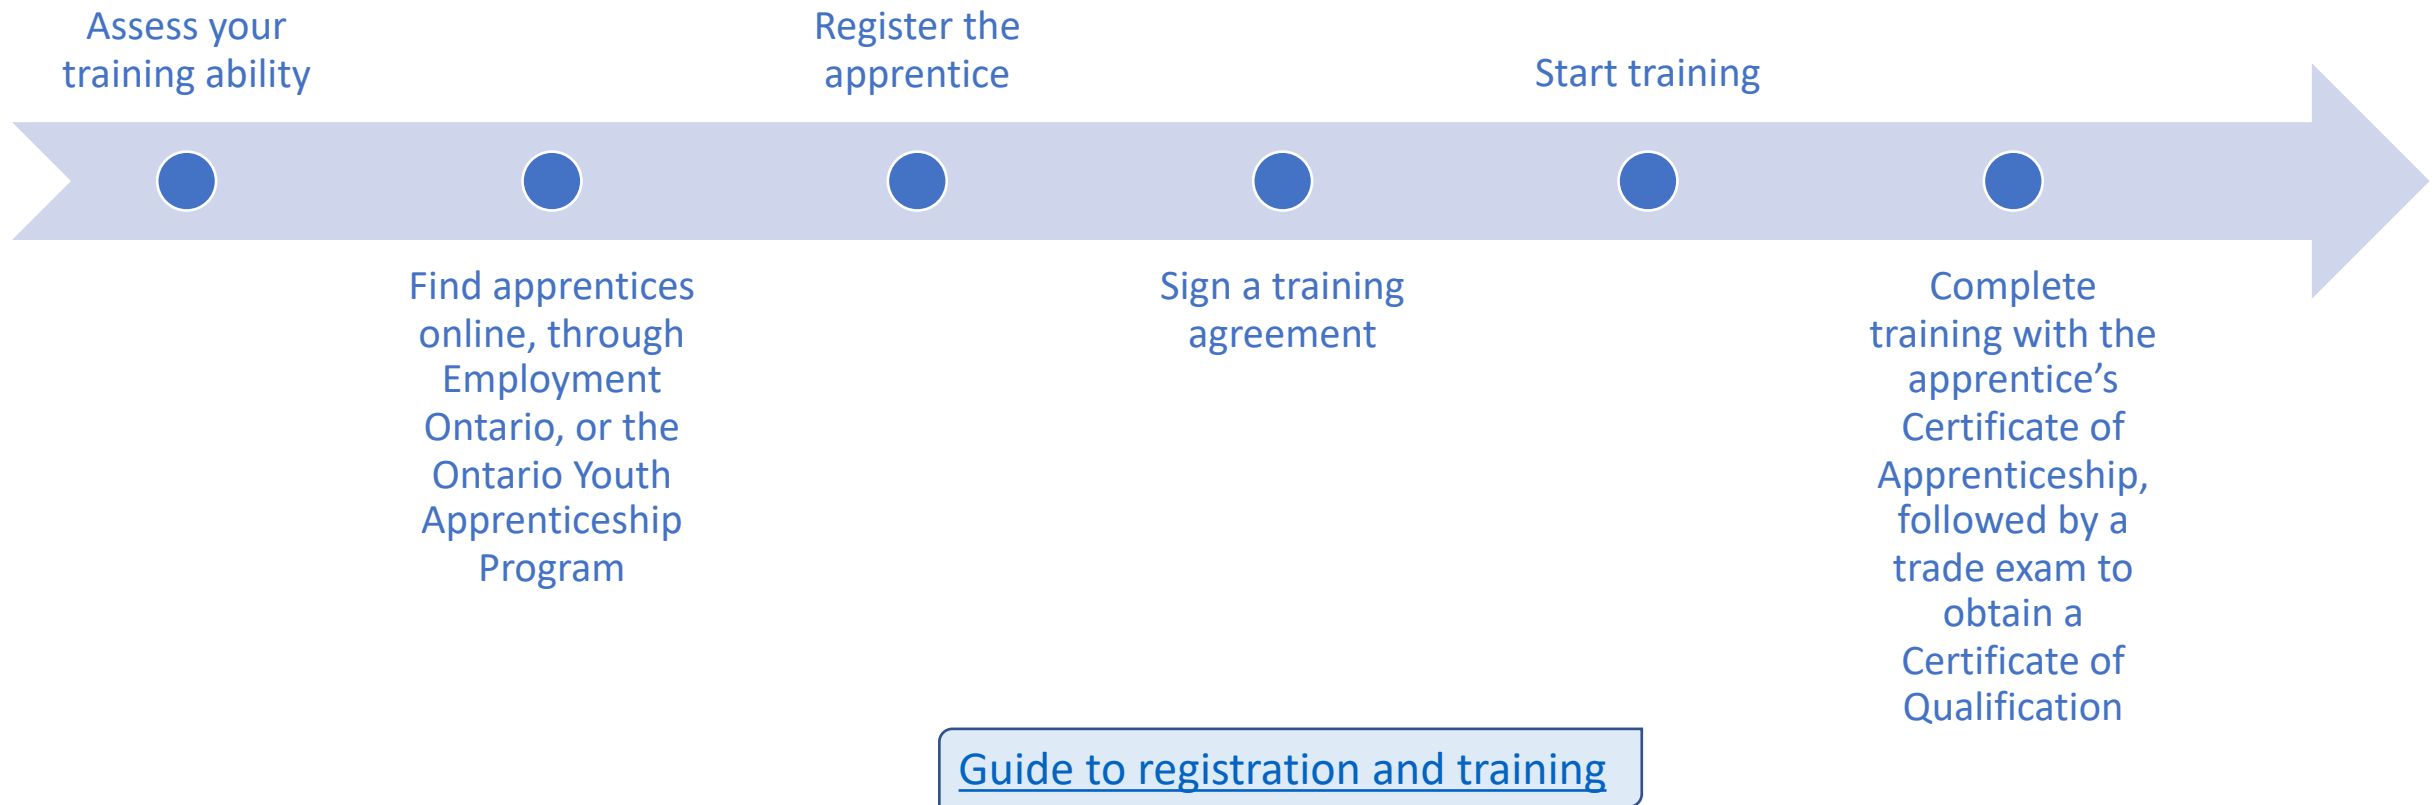 Assess your
training ability
Find apprentices
online, through
Employment
Ontario, or the
Ontario Youth
Apprenticeship
Program
Register the
apprentice
Sign a training
agreement
Start training
Complete
training with the
apprentice’s
Certificate of
Apprenticeship,
followed by a
trade exam to
obtain a
Certificate of
Qualification
Guide to registration and training